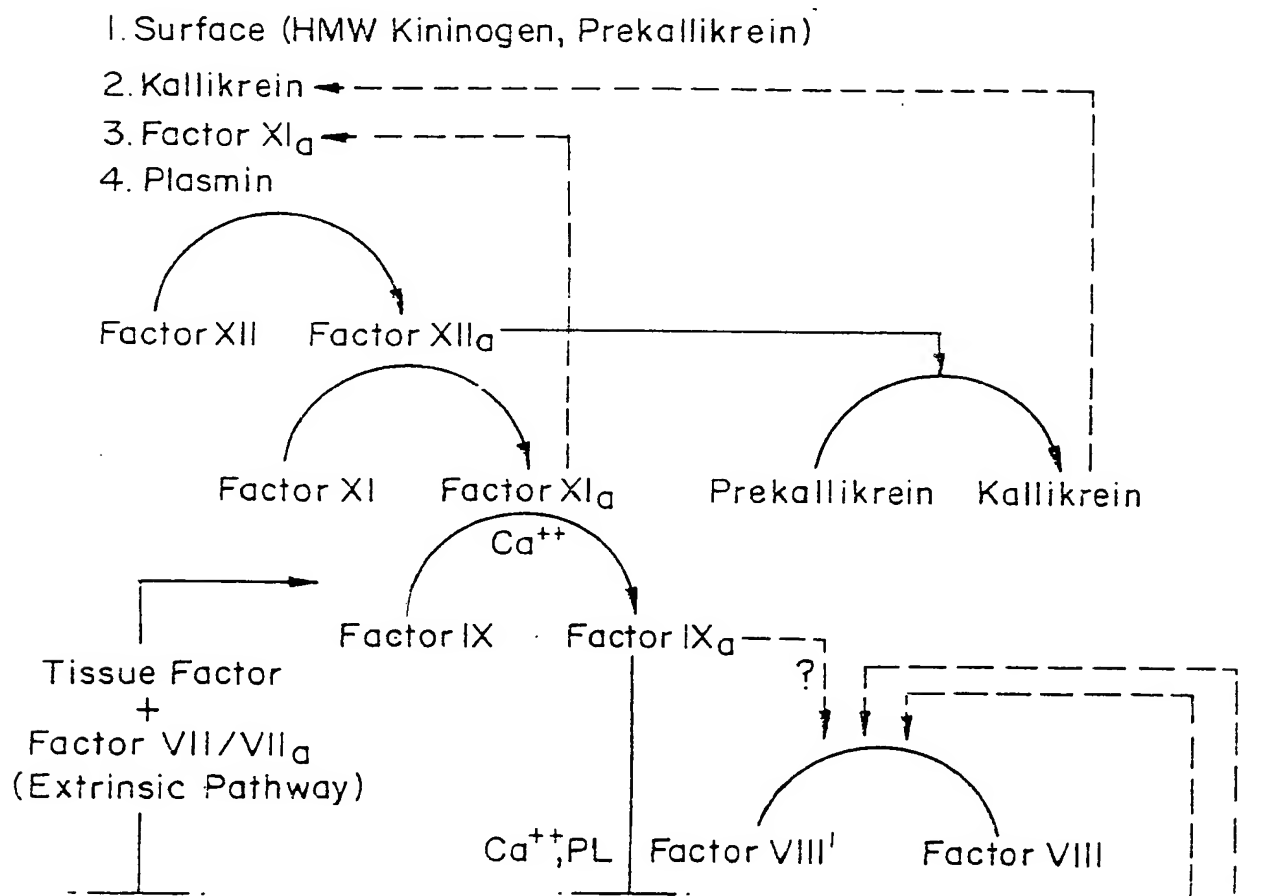 1. Surface (HMW Kininogen, Prekallikrein)
2. Kallikrein
3. Factor XIa
4. Plasmin
Factor XII Factor XIIa
Factor XI Factor XIa Prekallikrein Kallikrein
Ca++
Factor IX Factor IXa
?
Tissue Factor
+
Factor VII/VIIa
(Extrinsic Pathway)
Ca++,PL Factor VIII' Factor VIII